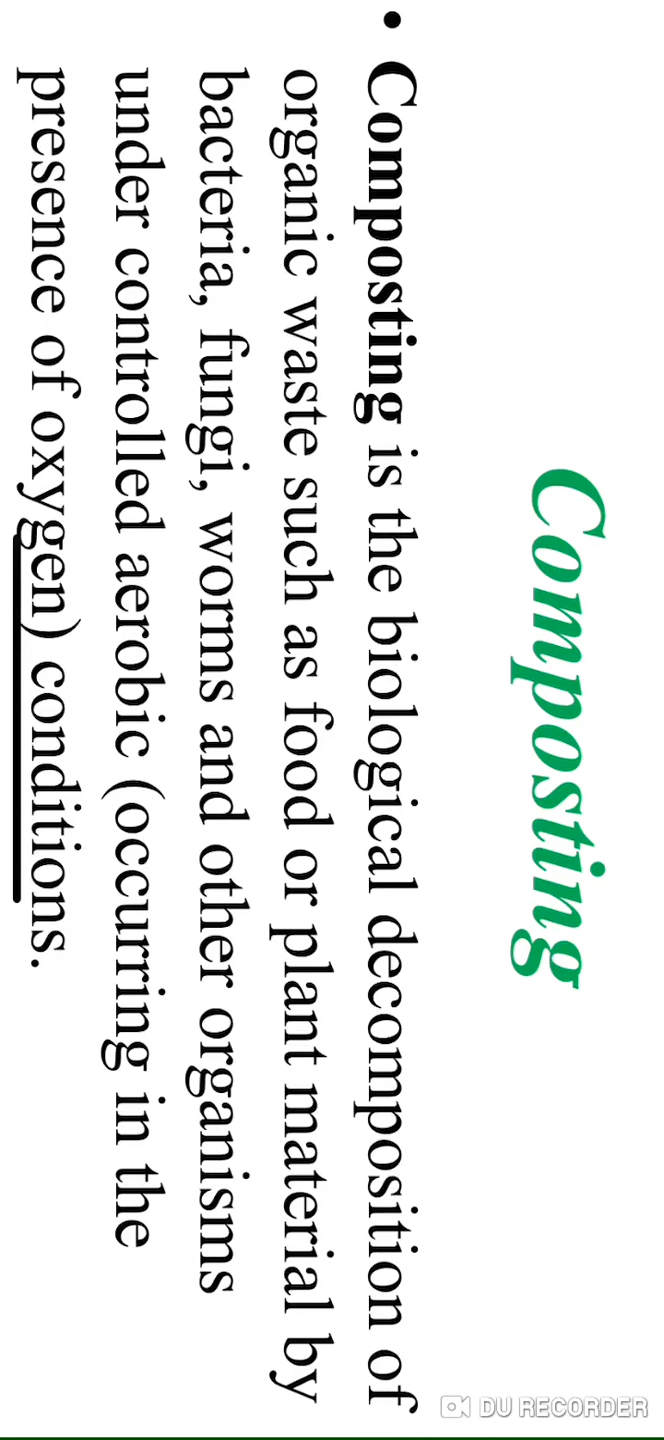 Composting
• Composting is the biological decomposition of
organic waste such as food or plant material by
bacteria, fungi, worms and other organisms
under controlled aerobic (occurring in the
presence of oxygen) conditions.
DU RECORDER